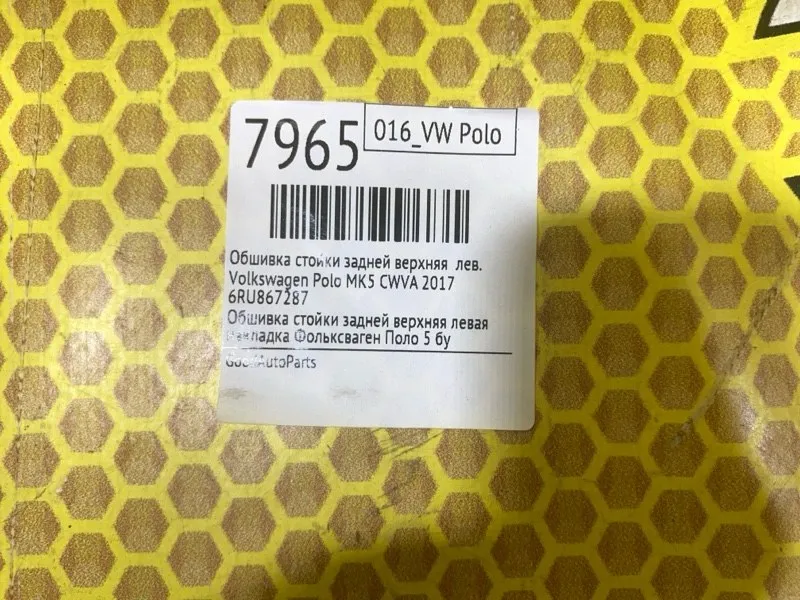 7965
016_VW Polo
Обшивка стойки задней верхняя лев.
Volkswagen Polo MK5 CWVA 2017
6RU867287
Обшивка стойки задней верхняя левая
накладка Фольксваген Поло 5 бу
GoodAutoParts